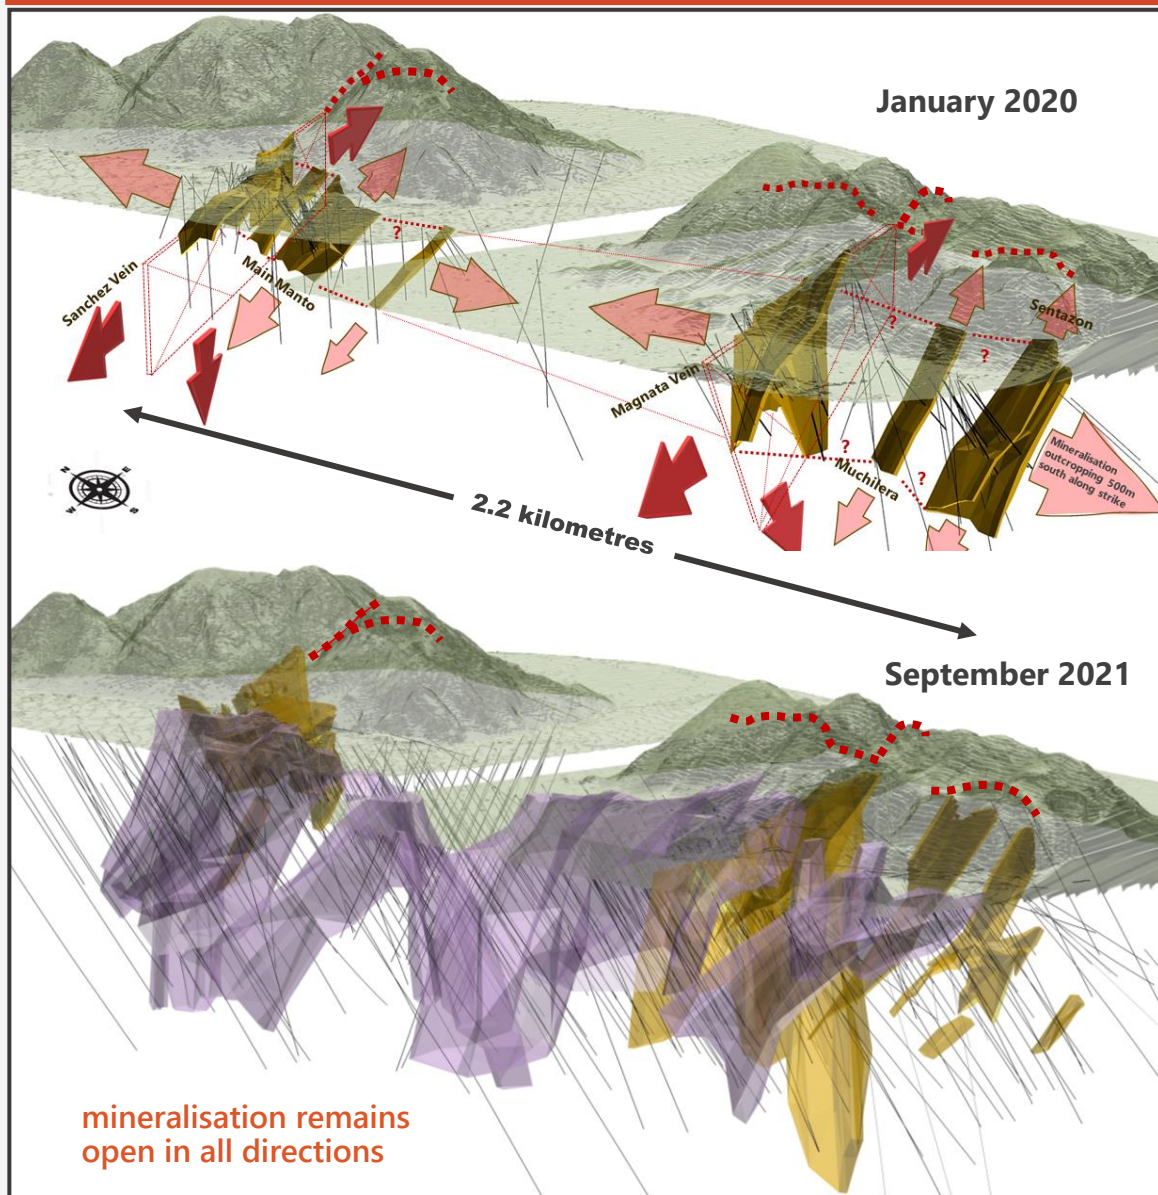 January 2020
?
Sanchez Vein
Main Manto
Sentazon
?
?
Magnata Vein
?
Muchilera
?
Mineralisation
outcropping 500m
south along strike
N
E
W
S
2.2 kilometres
September 2021
mineralisation remains
open in all directions